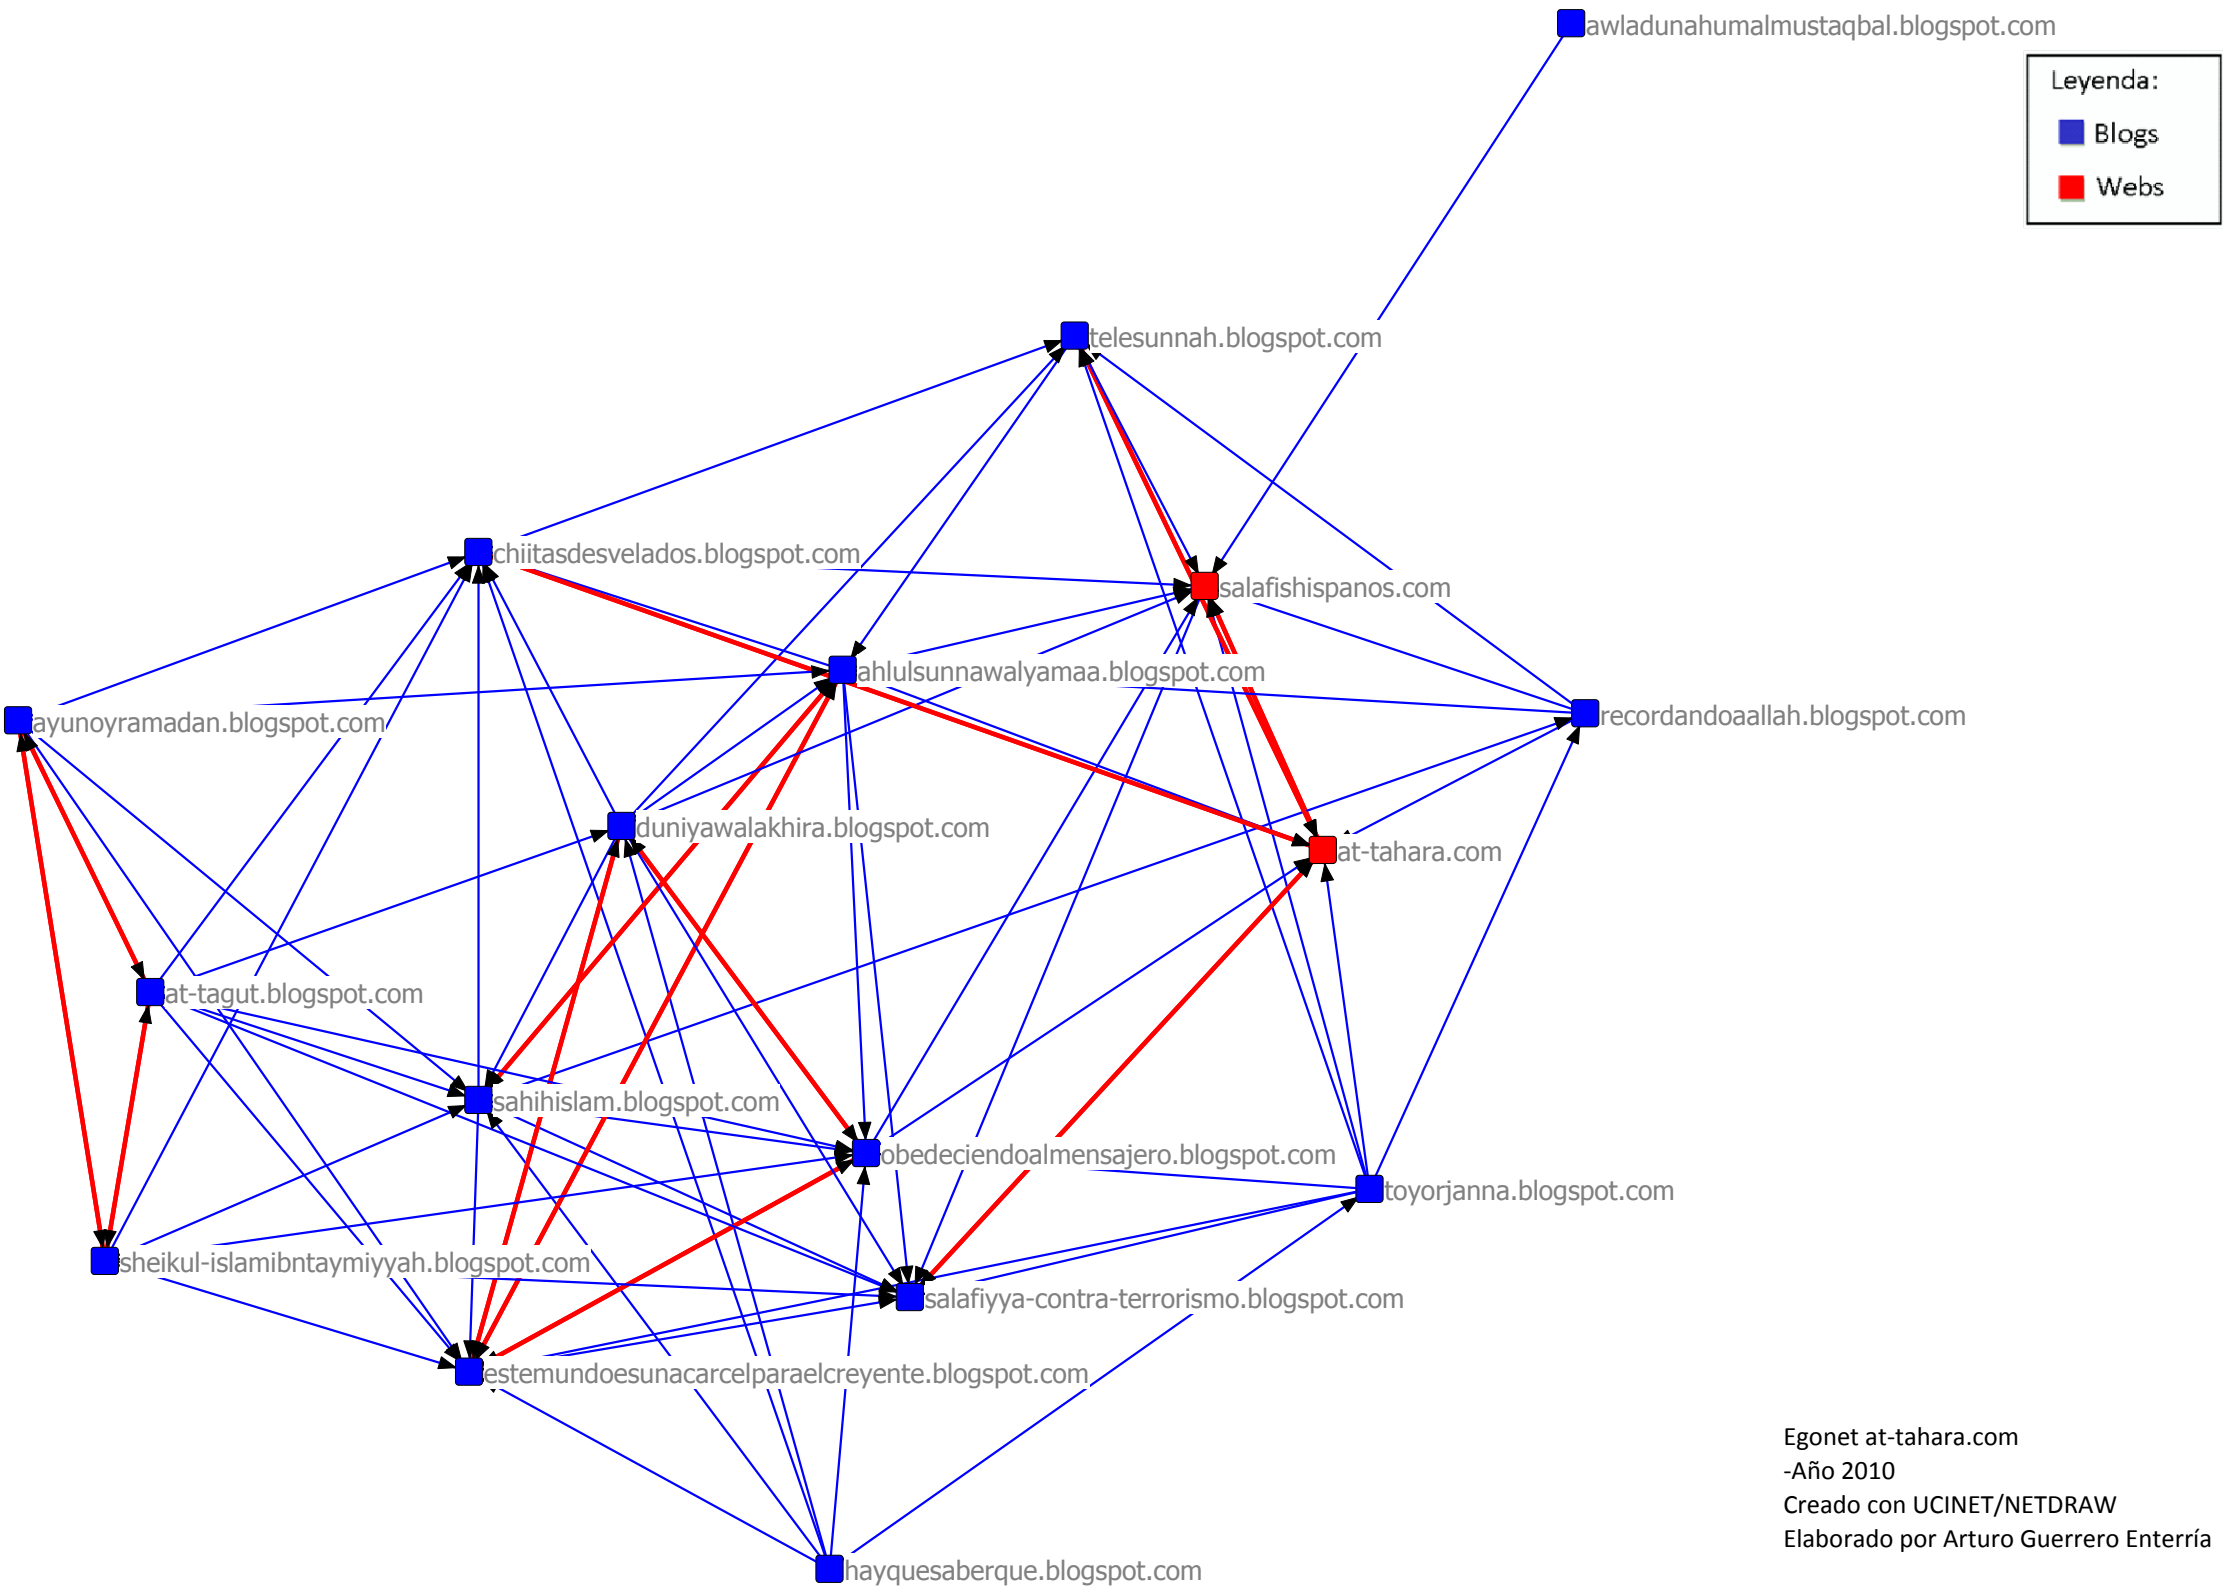 awladunahumalmustaqbal.blogspot.com
Leyenda:
Blogs
Webs
telesunnah.blogspot.com
chiitasdesvelados.blogspot.com
salafishispanos.com
ahlulsunnawalyamaa.blogspot.com
ayunoyramadan.blogspot.com
recordandoaallah.blogspot.com
duniyawalakhira.blogspot.com
at-tahara.com
at-tagut.blogspot.com
sahihislam.blogspot.com
obedeciendoalmensajero.blogspot.com
toyorjanna.blogspot.com
sheikul-islamibntaymiyyah.blogspot.com
salafiyya-contra-terrorismo.blogspot.com
estemundoesunacarcelparaelcreyente.blogspot.com
hayquesaberque.blogspot.com
Egonet at-tahara.com
-Año 2010
Creado con UCINET/NETDRAW
Elaborado por Arturo Guerrero Enterría